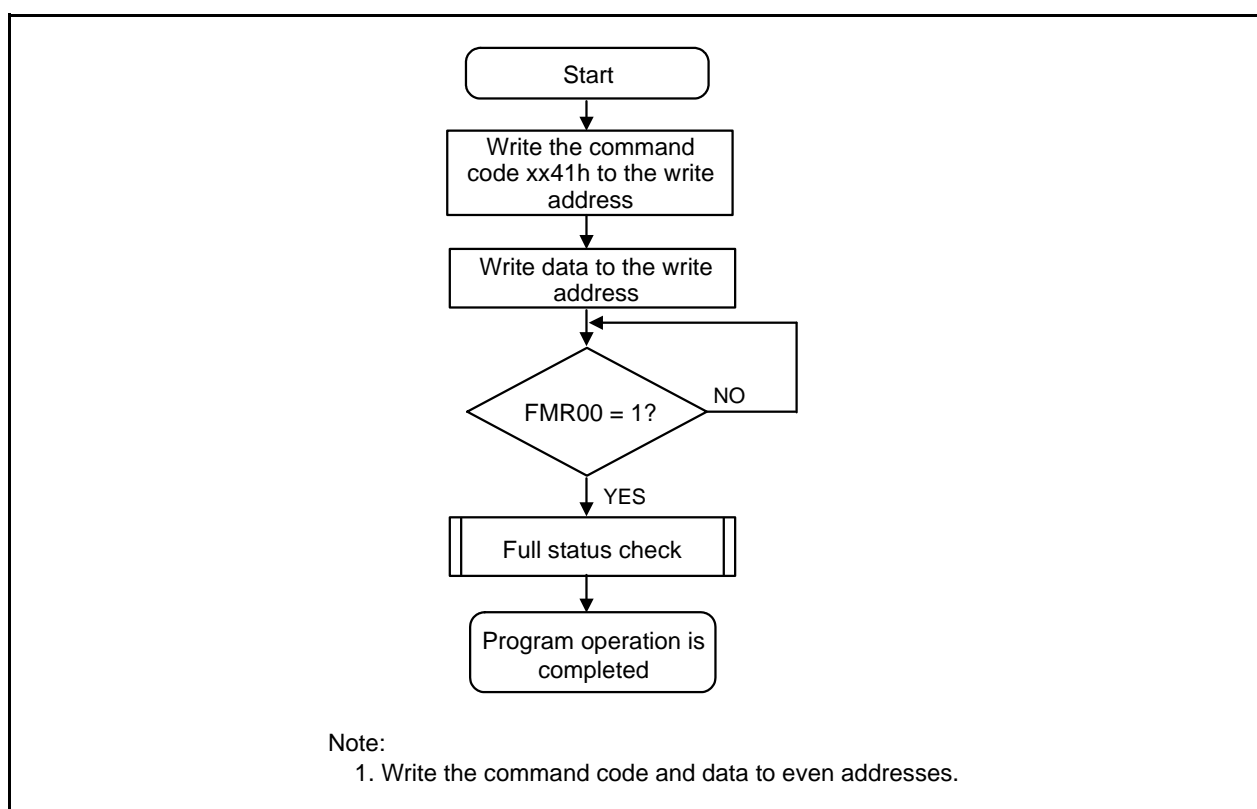 Start
Write the command
code xx41h to the write
address
Write data to the write
address
FMR00 = 1?
NO
YES
Full status check
Program operation is
completed
Note:
1. Write the command code and data to even addresses.